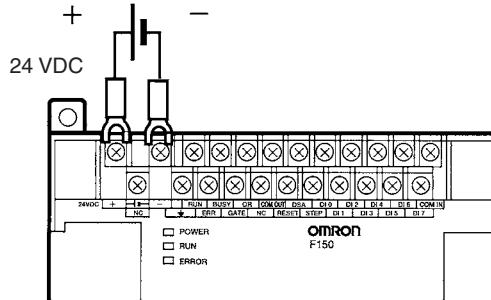 + −
24 VDC
24VDC + − RUN BUSY OR COM OUT DSA DI 0 DI 2 DI 4 DI 6 COM IN
NC ERR GATE NC RESET STEP DI 1 DI 3 DI 5 DI 7
POWER OMRON
RUN F150
ERROR